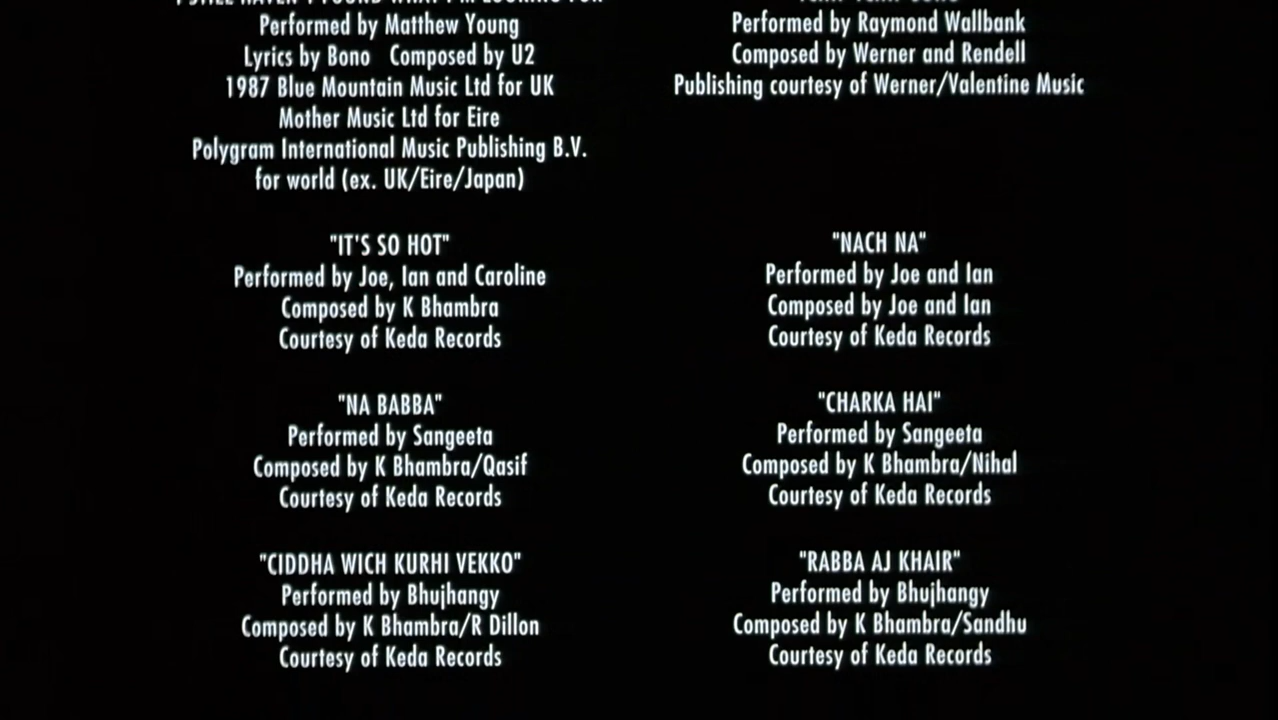 I STILL HAVEN'T FOUND WHAT I'M LOOKING FOR
Performed by Matthew Young
Lyrics by Bono   Composed by U2
1987 Blue Mountain Music Ltd for UK
Mother Music Ltd for Eire
Polygram International Music Publishing B.V.
for world (ex. UK/Eire/Japan)
Performed by Raymond Wallbank
Composed by Werner and Rendell
Publishing courtesy of Werner/Valentine Music
"IT'S SO HOT"
Performed by Joe, Ian and Caroline
Composed by K Bhambra
Courtesy of Keda Records
"NACH NA"
Performed by Joe and Ian
Composed by Joe and Ian
Courtesy of Keda Records
"NA BABBA"
Performed by Sangeeta
Composed by K Bhambra/Qasif
Courtesy of Keda Records
"CHARKA HAI"
Performed by Sangeeta
Composed by K Bhambra/Nihal
Courtesy of Keda Records
"CIDDHA WICH KURHI VEKKO"
Performed by Bhujhangy
Composed by K Bhambra/R Dillon
Courtesy of Keda Records
"RABBA AJ KHAIR"
Performed by Bhujhangy
Composed by K Bhambra/Sandhu
Courtesy of Keda Records